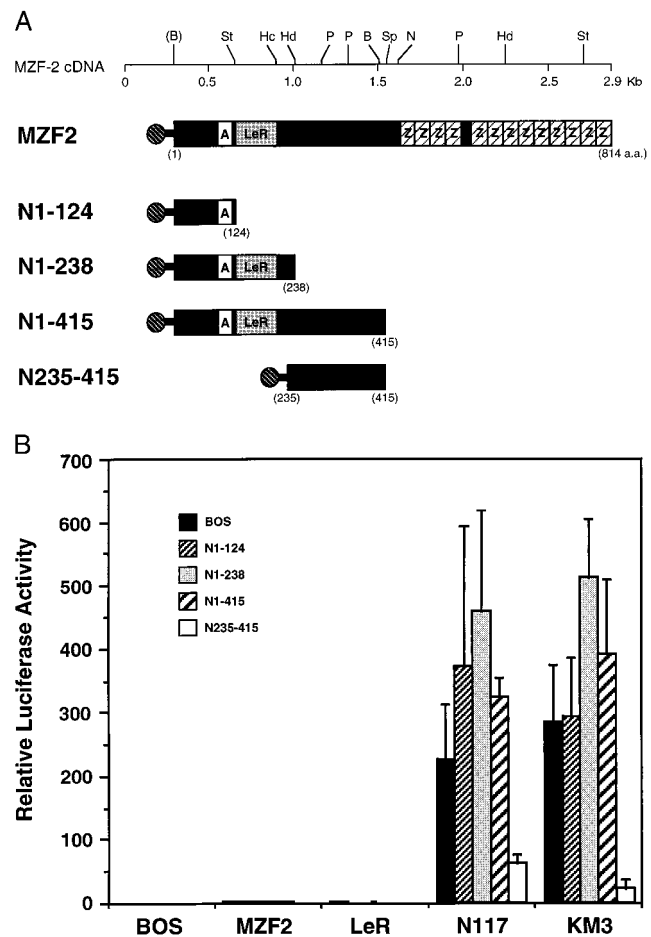 A
(B) St Hc Hd P P B Sp N P Hd St
MZF-2 cDNA
0 0.5 1.0 1.5 2.0 2.5 2.9 Kb
MZF2 A LeR Z Z Z Z Z Z Z Z Z Z Z Z Z
(1) (814 a.a.)
N1-124 A
(124)
N1-238 A LeR
(238)
N1-415 A LeR
(415)
N235-415
(235) (415)
B
700
600
500
400
300
200
100
0
Relative Luciferase Activity
BOS
N1-124
N1-238
N1-415
N235-415
BOS MZF2 LeR N117 KM3